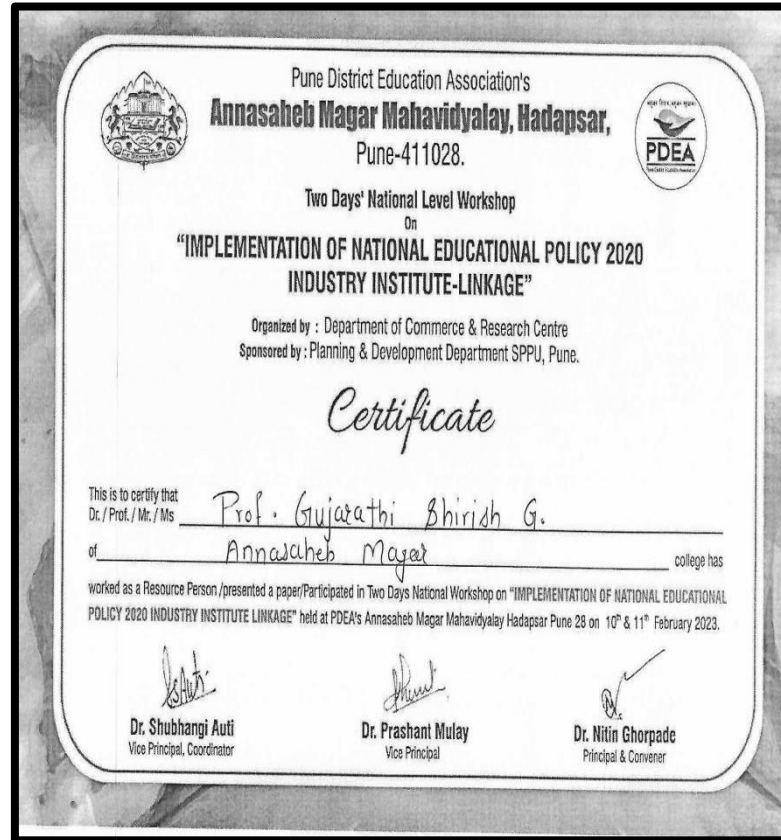 Pune District Education Association's
Annasaheb Magar Mahavidyalay, Hadapsar,
Pune-411028.
PDEA
Two Days' National Level Workshop
On
"IMPLEMENTATION OF NATIONAL EDUCATIONAL POLICY 2020
INDUSTRY INSTITUTE-LINKAGE"
Organized by : Department of Commerce & Research Centre
Sponsored by : Planning & Development Department SPPU, Pune.
Certificate
This is to certify that
Dr. / Prof. / Mr. / Ms Prof. Gujarathi Shirish G.
of Annasaheb Magar college has
worked as a Resource Person /presented a paper/Participated in Two Days National Workshop on "IMPLEMENTATION OF NATIONAL EDUCATIONAL
POLICY 2020 INDUSTRY INSTITUTE LINKAGE" held at PDEA's Annasaheb Magar Mahavidyalay Hadapsar Pune 28 on 10th & 11th February 2023.
Dr. Shubhangi Auti
Vice Principal, Coordinator
Dr. Prashant Mulay
Vice Principal
Dr. Nitin Ghorpade
Principal & Convener